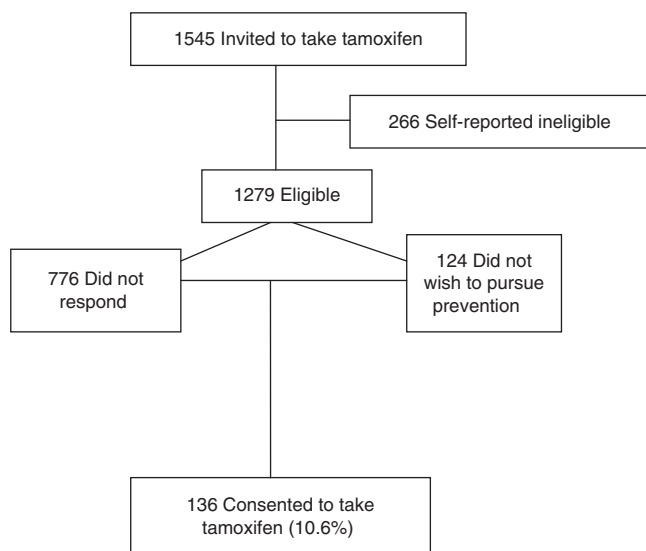 1545 Invited to take tamoxifen
266 Self-reported ineligible
1279 Eligible
776 Did not
respond
124 Did not
wish to pursue
prevention
136 Consented to take
tamoxifen (10.6%)